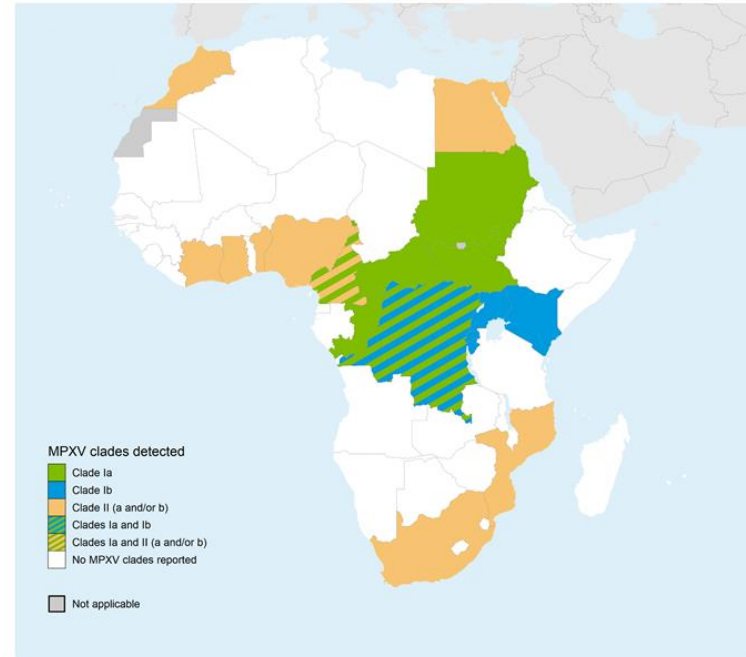 MPXV clades detected
Clade Ia
Clade Ib
Clade II (a and/or b)
Clades Ia and Ib
Clades Ia and II (a and/or b)
No MPXV clades reported
Not applicable